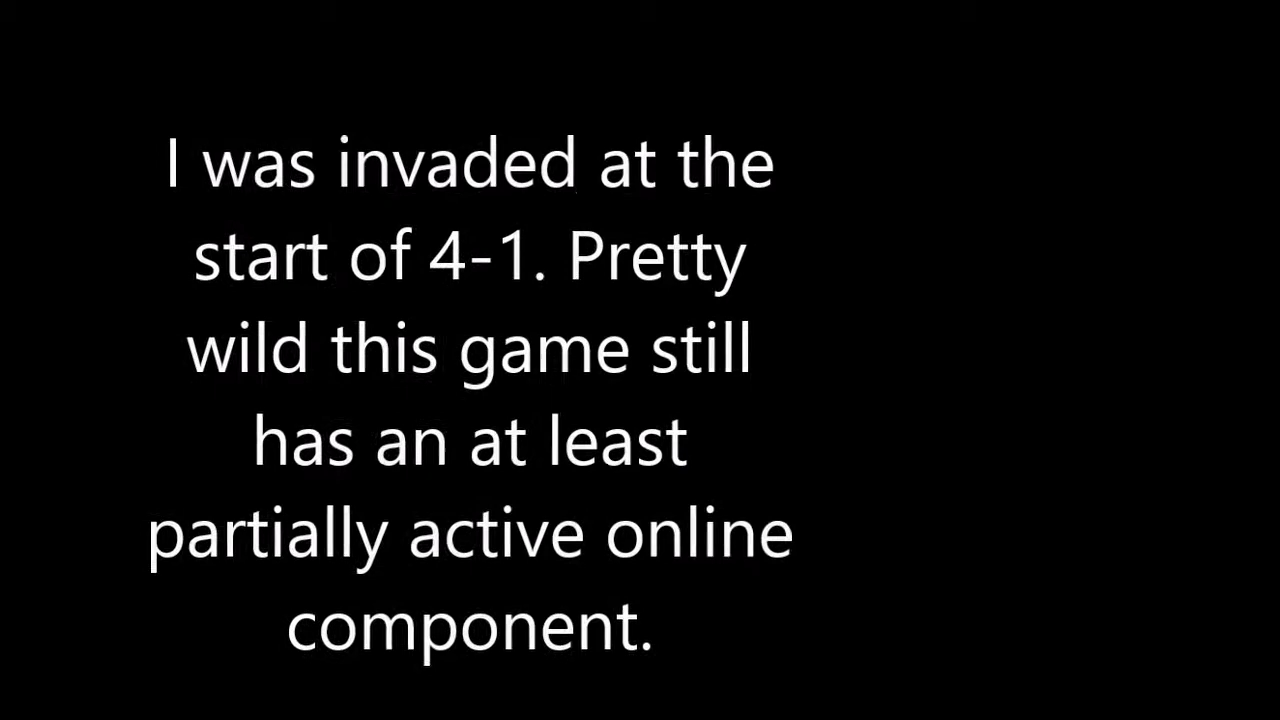 I was invaded at the
start of 4-1. Pretty
wild this game still
has an at least
partially active online
component.